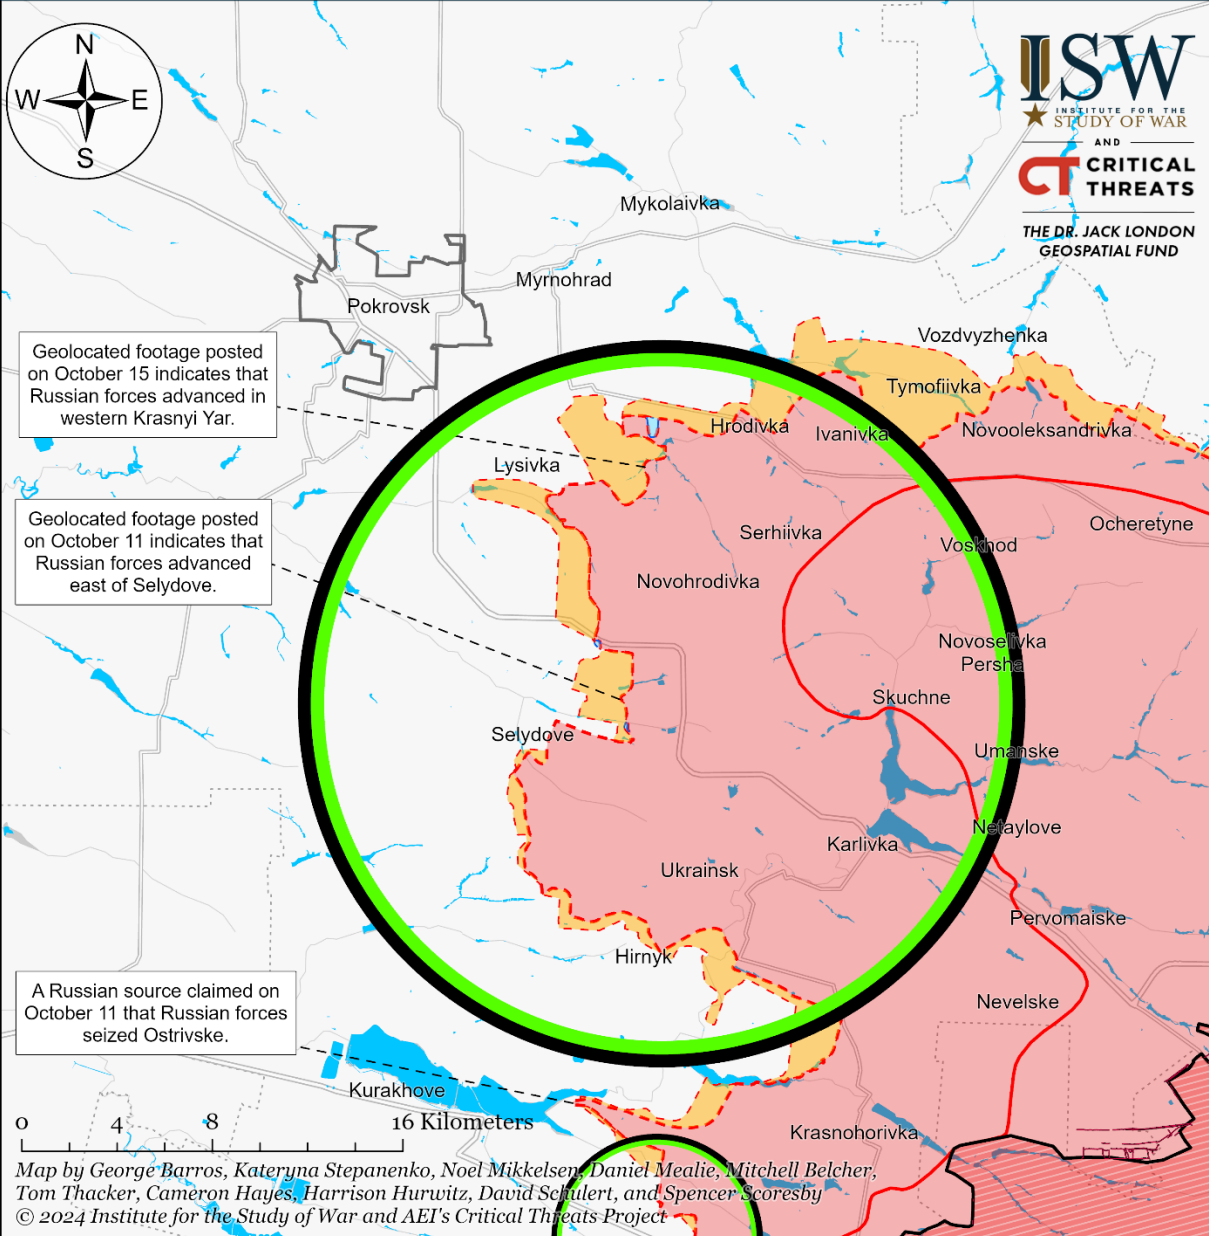 N
W E
S
ISW
INSTITUTE FOR THE
STUDY OF WAR
AND
CT CRITICAL
THREATS
THE DR. JACK LONDON
GEOSPATIAL FUND
Mykolaivka
Myrnohrad
Pokrovsk
Vozdvyzhenka
Geolocated footage posted
on October 15 indicates that
Russian forces advanced in
western Krasnyi Yar.
Tymofiivka
Hrodivka
Ivanivka
Novooleksandrivka
Lysivka
Geolocated footage posted
on October 11 indicates that
Russian forces advanced
east of Selydove.
Ocheretyne
Serhiivka
Voskhod
Novohrodivka
Novoselivka
Persha
Skuchne
Selydove
Umanske
Netaylove
Karlivka
Ukrainsk
Pervomaiske
Hirnyk
A Russian source claimed on
October 11 that Russian forces
seized Ostrivske.
Nevelske
Kurakhove
0 4 8 16 Kilometers
Krasnohorivka
Map by George Barros, Kateryna Stepanenko, Noel Mikkelsen, Daniel Mealie, Mitchell Belcher,
Tom Thacker, Cameron Hayes, Harrison Hurwitz, David Schulert, and Spencer Scoresby
© 2024 Institute for the Study of War and AEI's Critical Threats Project